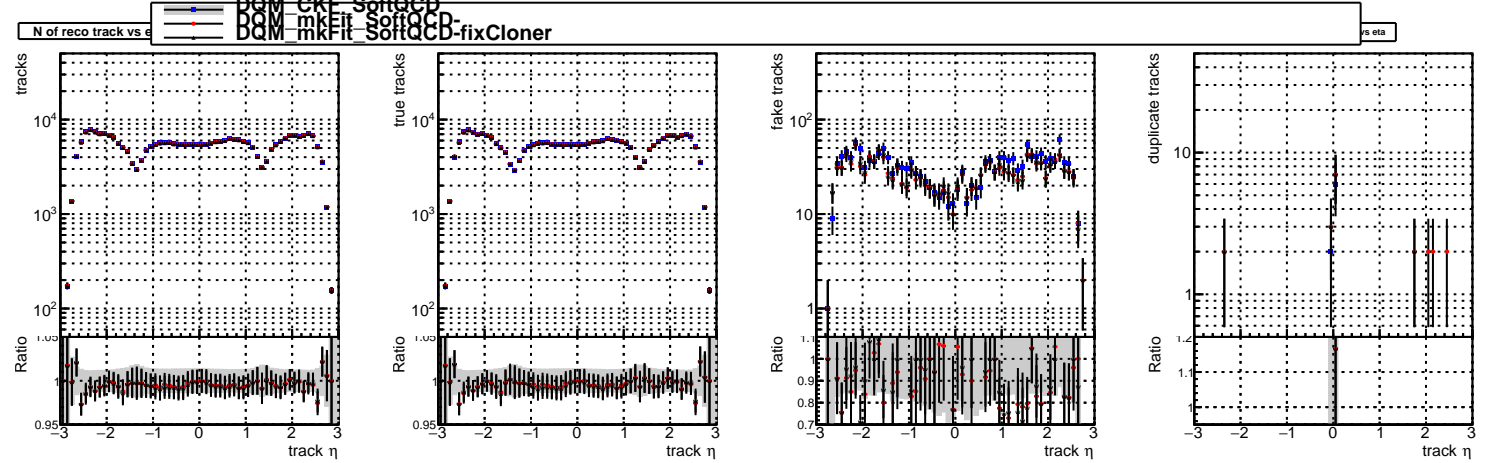 DQM_CKF_SoftQCD
DQM_mkFit_SoftQCD-
DQM_mkFit_SoftQCD-fixCloner
N of reco track vs e
vs eta
tracks
10^4
10^3
10^2
Ratio
1.05
1
0.95
−3 −2 −1 0 1 2 3
track η
true tracks
10^4
10^3
10^2
Ratio
1.05
1
0.95
−3 −2 −1 0 1 2 3
track η
fake tracks
10^2
10
1
Ratio
1.1
1
0.9
0.8
0.7
−3 −2 −1 0 1 2 3
track η
duplicate tracks
10
1
Ratio
1.2
1.1
1
−3 −2 −1 0 1 2 3
track η